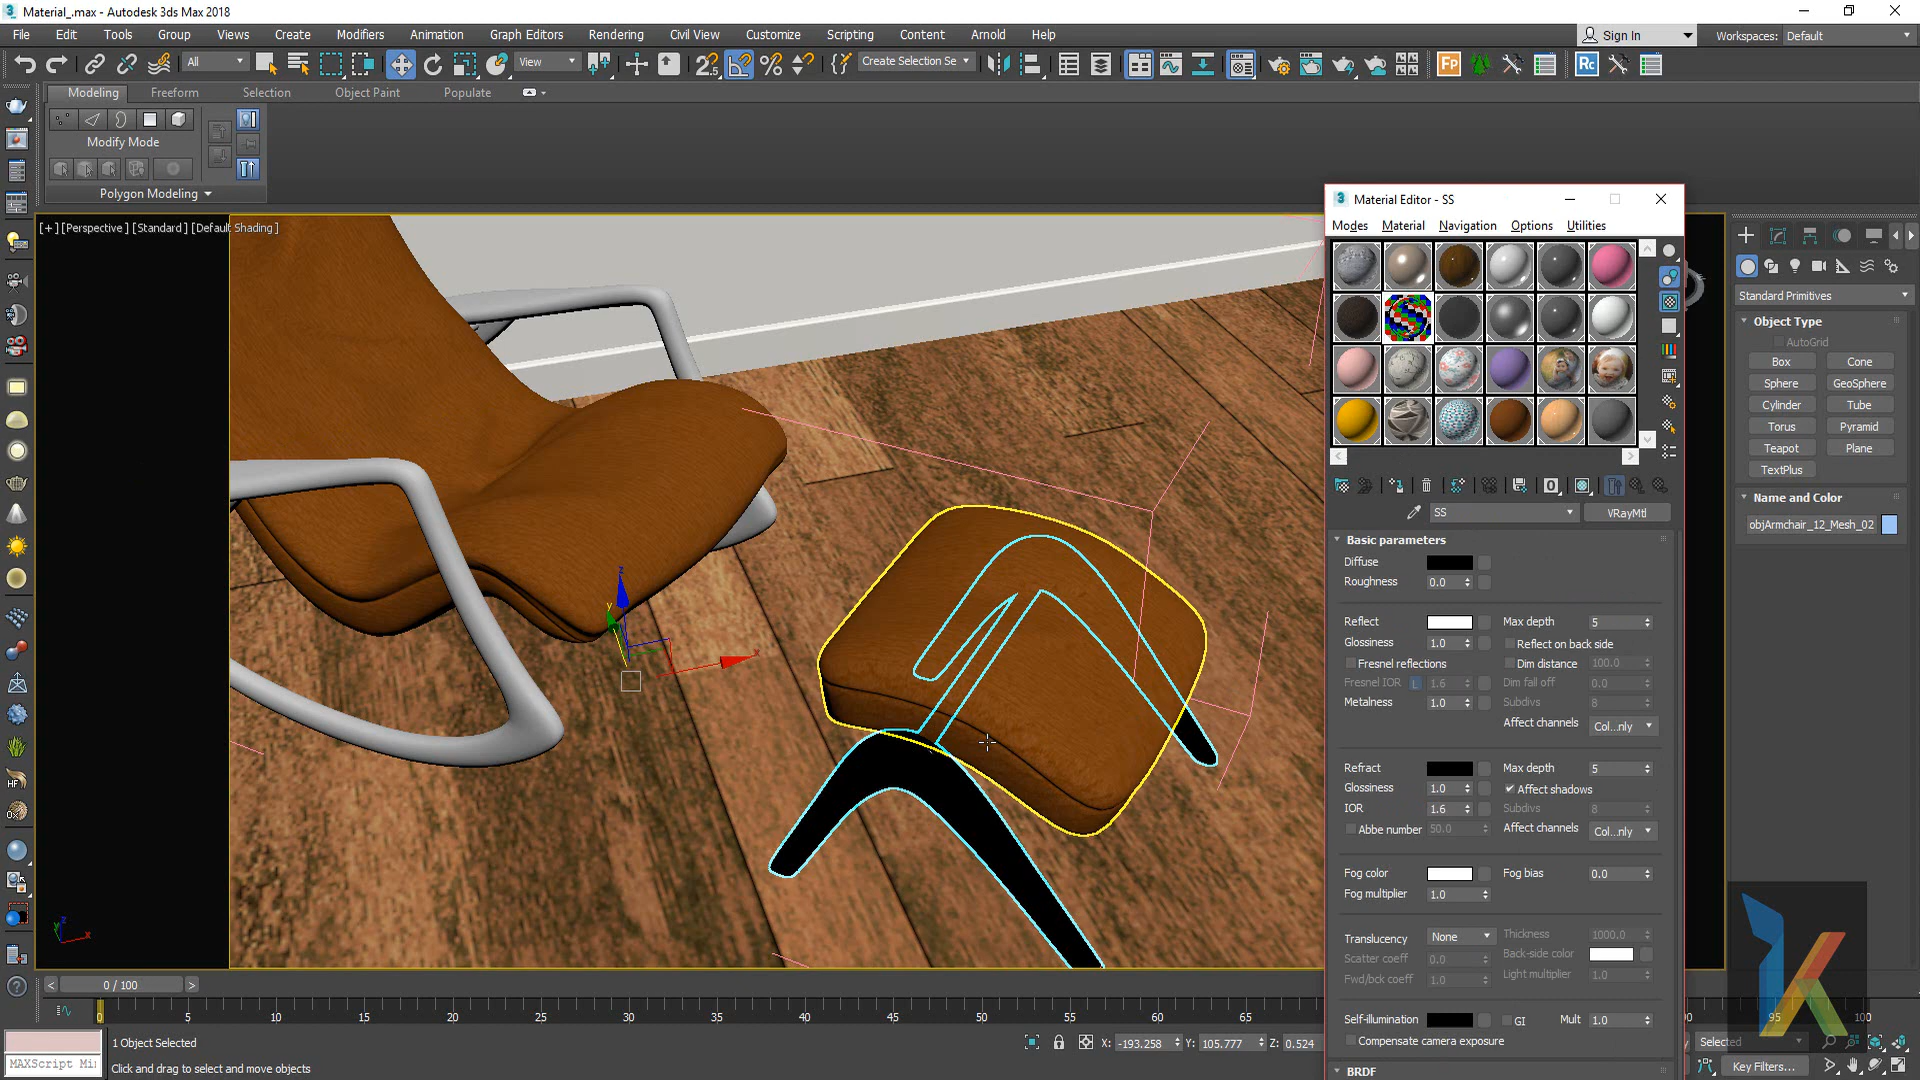 Material_.max - Autodesk 3ds Max 2018
File Edit Tools Group Views Create Modifiers Animation Graph Editors Rendering Civil View Customize Scripting Content Arnold Help
Sign In Workspaces: Default
All View Create Selection Se Fp Rc
Modeling Freeform Selection Object Paint Populate
Modify Mode
Polygon Modeling
[+] [Perspective] [Standard] [Default Shading]
Material Editor - SS
Modes Material Navigation Options Utilities
SS VRayMtl
Basic parameters
Diffuse
Roughness 0.0
Reflect Max depth 5
Glossiness 1.0 Reflect on back side
Fresnel reflections Dim distance 100.0
Fresnel IOR L 1.6 Dim fall off 0.0
Metalness 1.0 Subdivs 8
Affect channels Col...nly
Refract Max depth 5
Glossiness 1.0 Affect shadows
IOR 1.6 Subdivs 8
Abbe number 50.0 Affect channels Col...nly
Fog color Fog bias 0.0
Fog multiplier 1.0
Translucency None Thickness 1000.0
Scatter coeff 0.0 Back-side color
Fwd/bck coeff 1.0 Light multiplier 1.0
Self-illumination GI Mult 1.0
Compensate camera exposure
BRDF
Standard Primitives
Object Type
AutoGrid
Box Cone
Sphere GeoSphere
Cylinder Tube
Torus Pyramid
Teapot Plane
TextPlus
Name and Color
objArmchair_12_Mesh_02
0 / 100
0 5 10 15 20 25 30 35 40 45 50 55 60 65 95 100
1 Object Selected X: -193.258 Y: 105.777 Z: 0.524 Selected
MAXScript Mi Click and drag to select and move objects Key Filters...